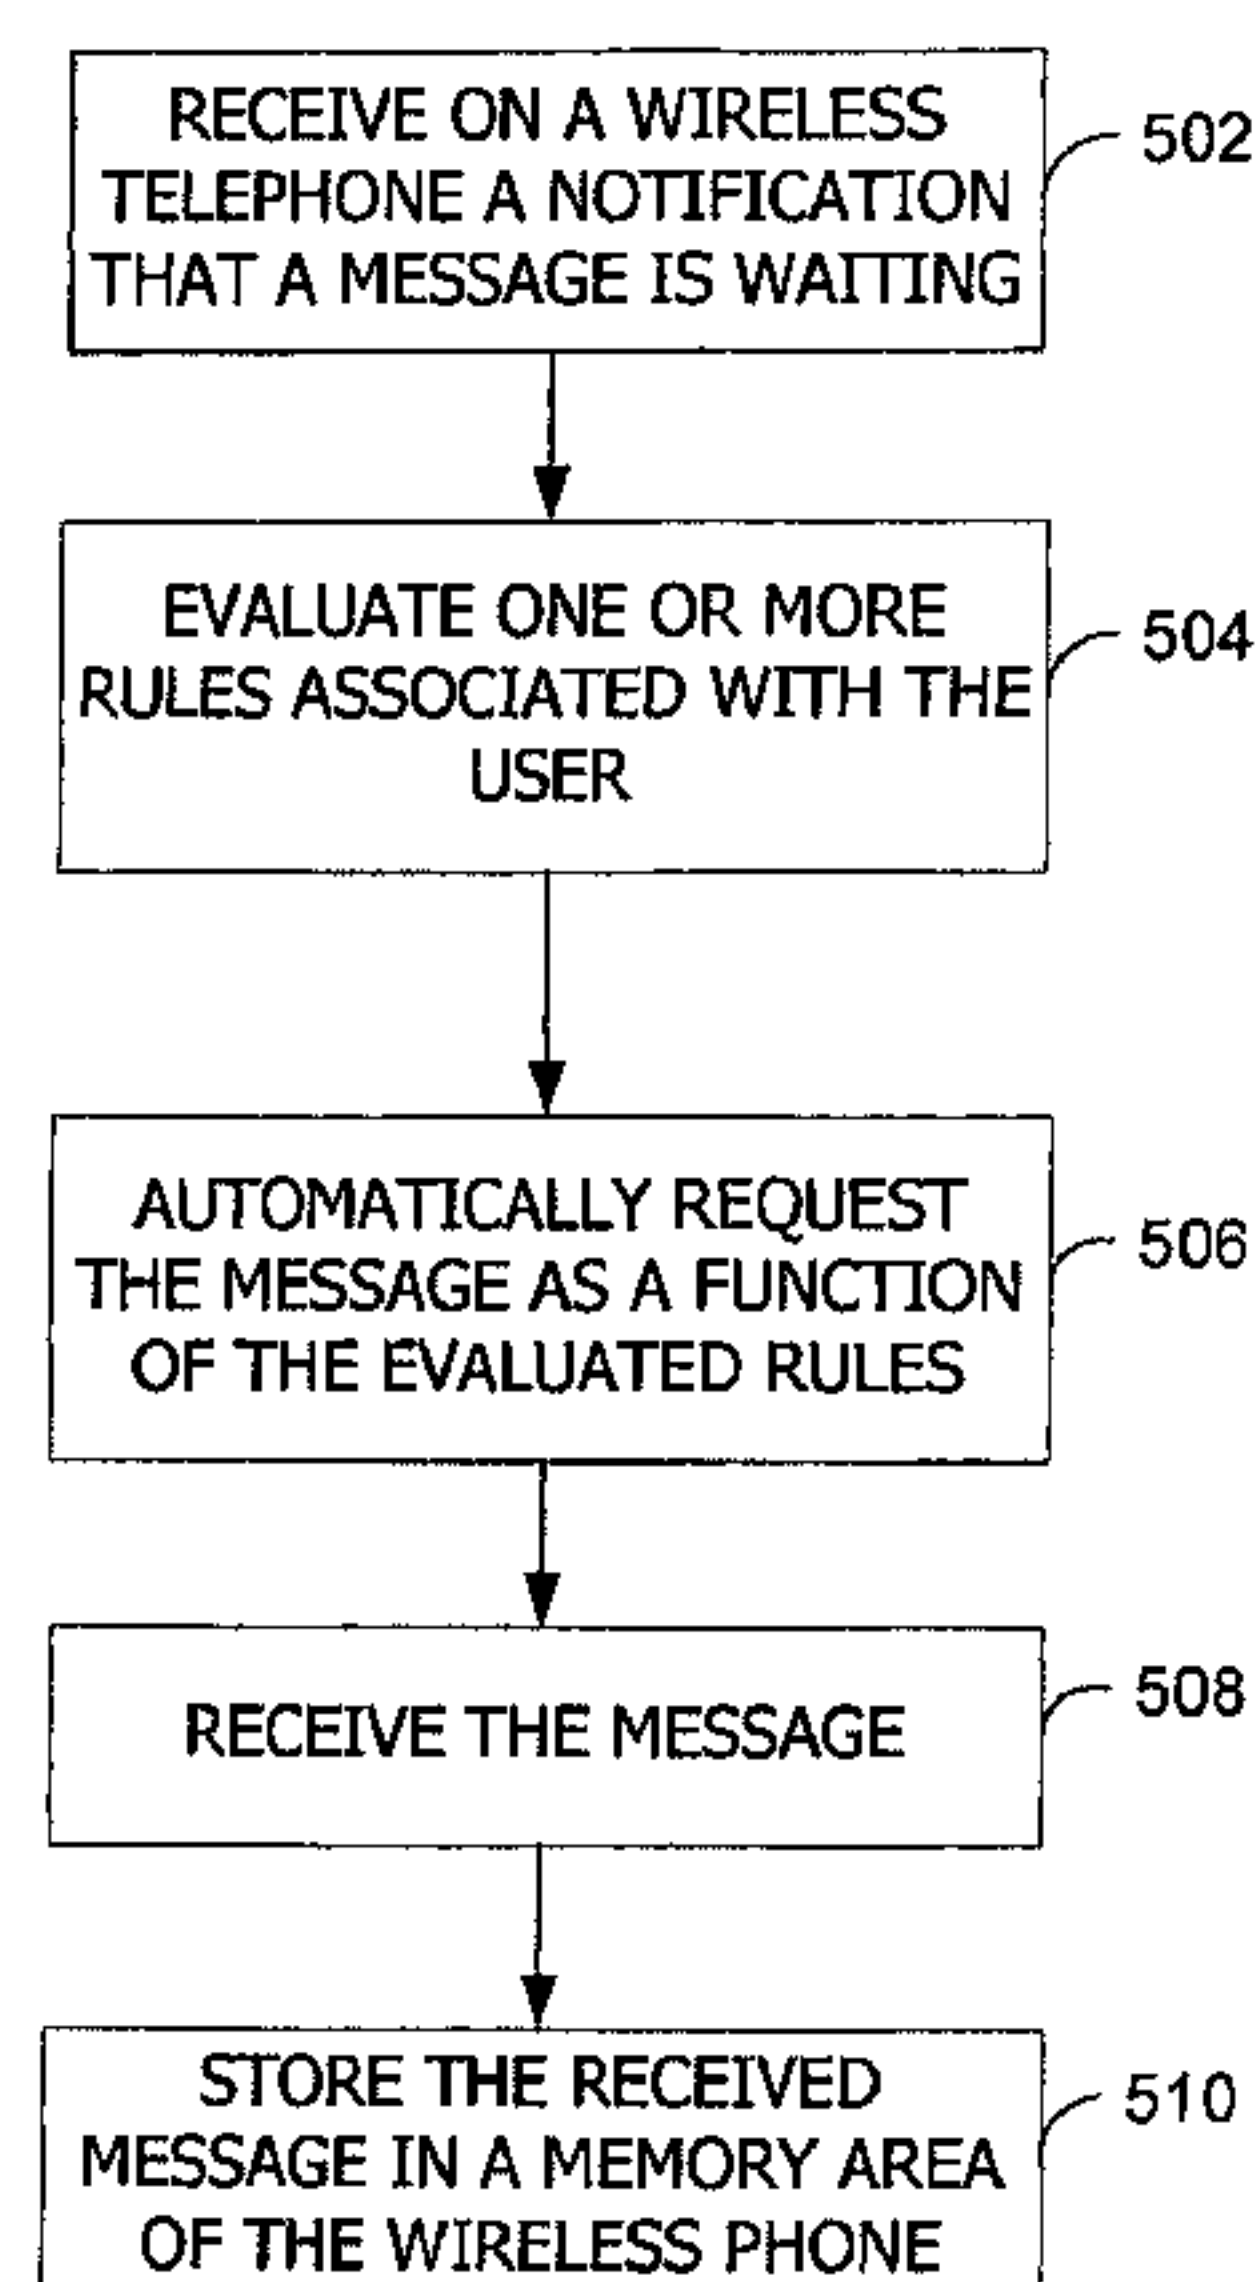 RECEIVE ON A WIRELESS
TELEPHONE A NOTIFICATION
THAT A MESSAGE IS WAITING
502
EVALUATE ONE OR MORE
RULES ASSOCIATED WITH THE
USER
504
AUTOMATICALLY REQUEST
THE MESSAGE AS A FUNCTION
OF THE EVALUATED RULES
506
RECEIVE THE MESSAGE
508
STORE THE RECEIVED
MESSAGE IN A MEMORY AREA
OF THE WIRELESS PHONE
510